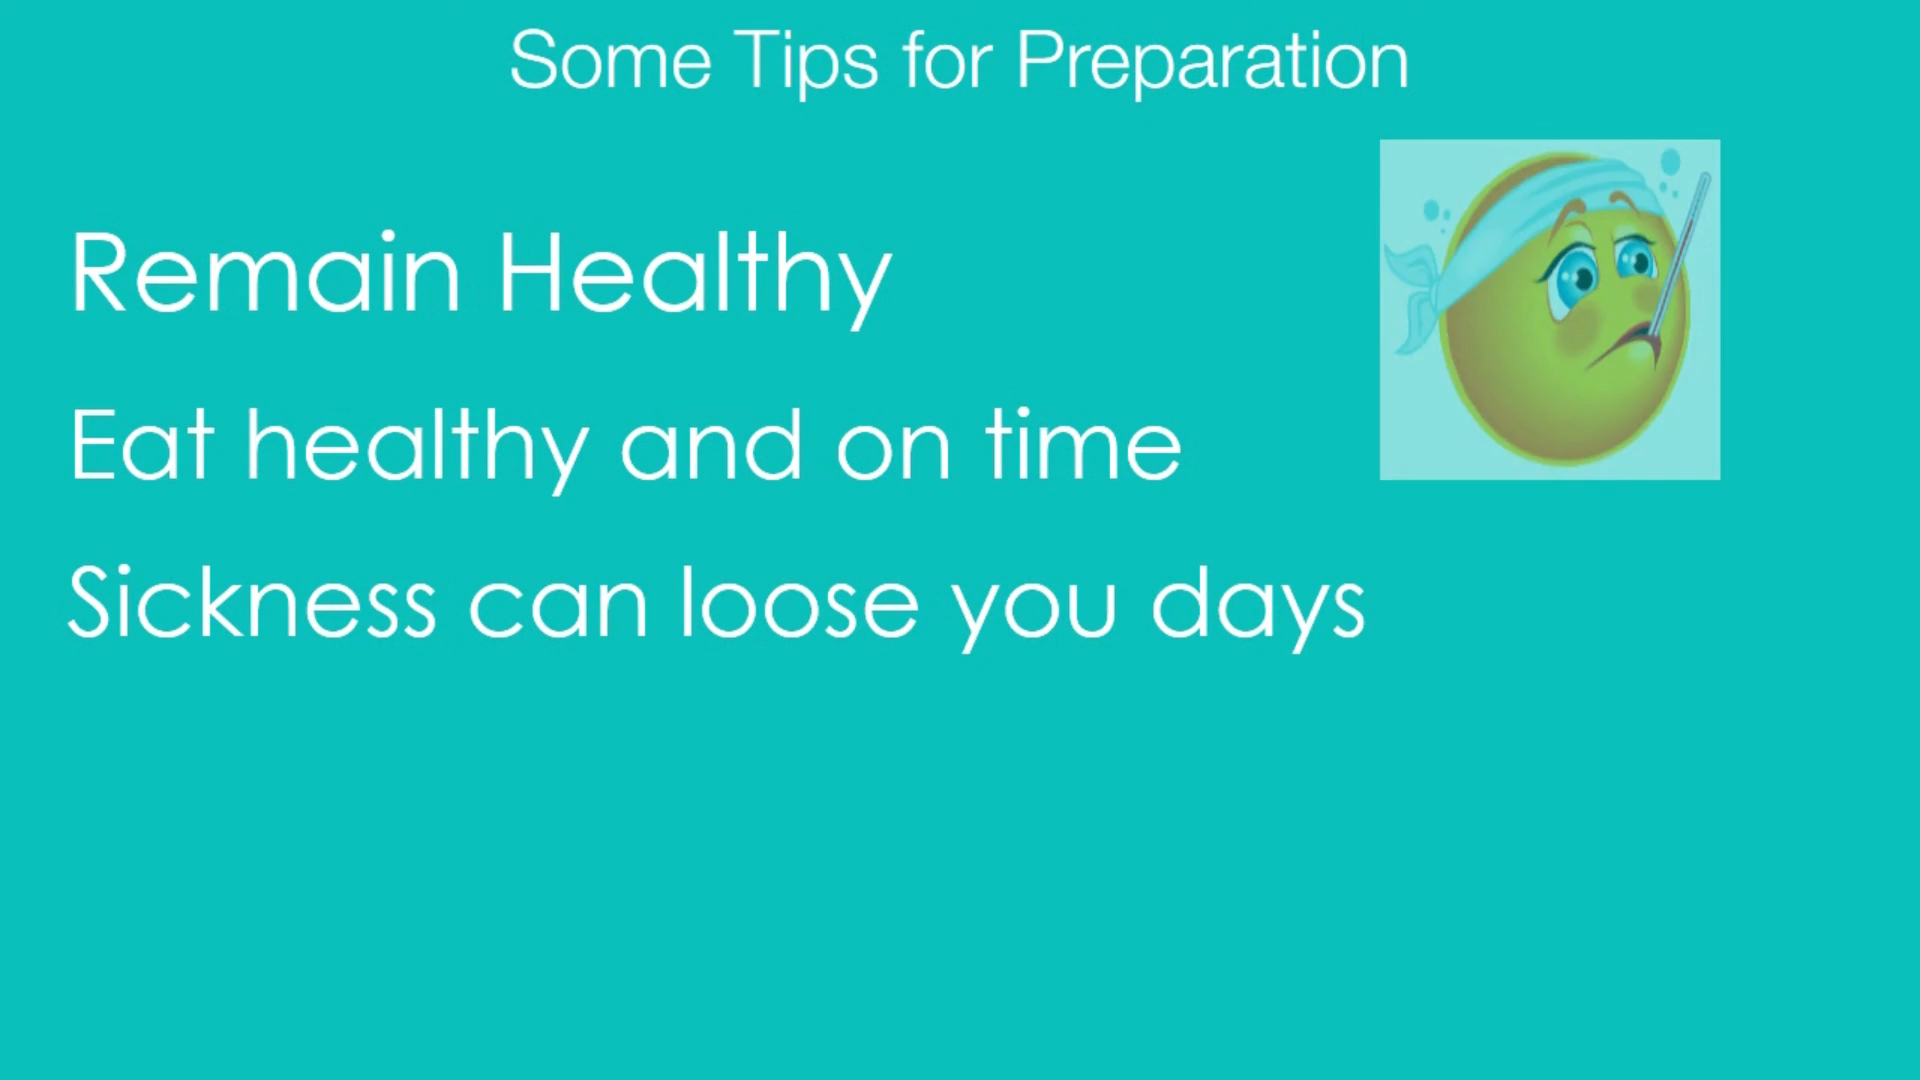 Some Tips for Preparation
Remain Healthy
Eat healthy and on time
Sickness can loose you days